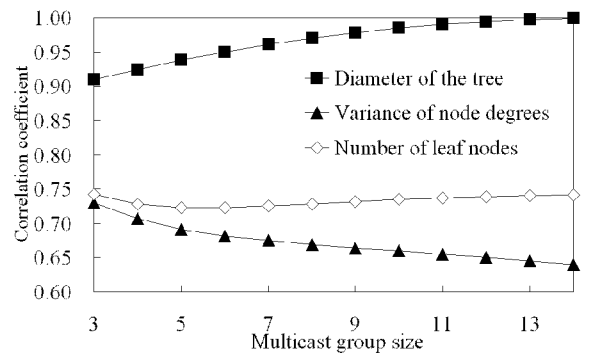 Correlation coefficient
1.00
0.95
0.90
0.85
0.80
0.75
0.70
0.65
0.60
Diameter of the tree
Variance of node degrees
Number of leaf nodes
3 5 7 9 11 13
Multicast group size